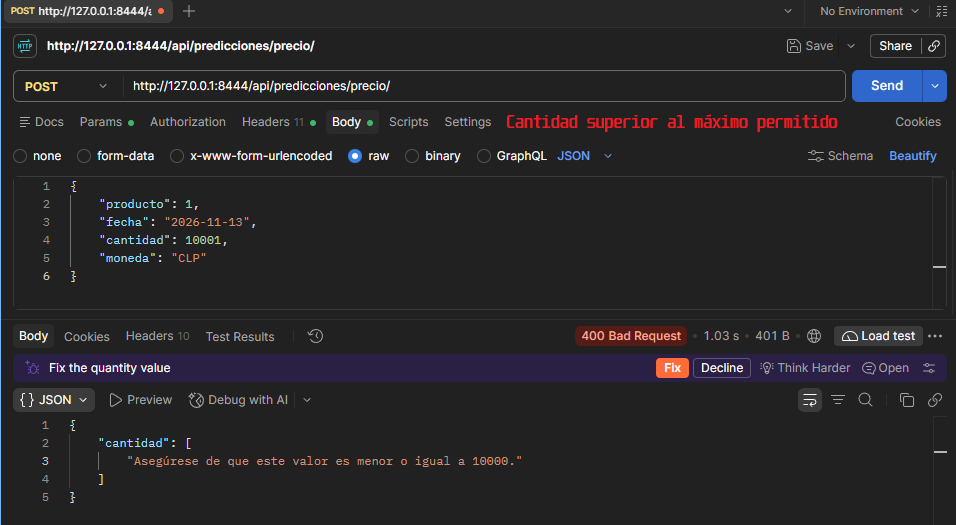 POST http://127.0.0.1:8444/a
No Environment
HTTP http://127.0.0.1:8444/api/predicciones/precio/ Save Share
POST http://127.0.0.1:8444/api/predicciones/precio/ Send
Docs Params Authorization Headers 11 Body Scripts Settings Cantidad superior al máximo permitido Cookies
none form-data x-www-form-urlencoded raw binary GraphQL JSON Schema Beautify
1 {
2 "producto": 1,
3 "fecha": "2026-11-13",
4 "cantidad": 10001,
5 "moneda": "CLP"
6 }
Body Cookies Headers 10 Test Results 400 Bad Request • 1.03 s • 401 B • Load test
Fix the quantity value Fix Decline Think Harder Open
{} JSON Preview Debug with AI
1 {
2 "cantidad": [
3 "Asegúrese de que este valor es menor o igual a 10000."
4 ]
5 }